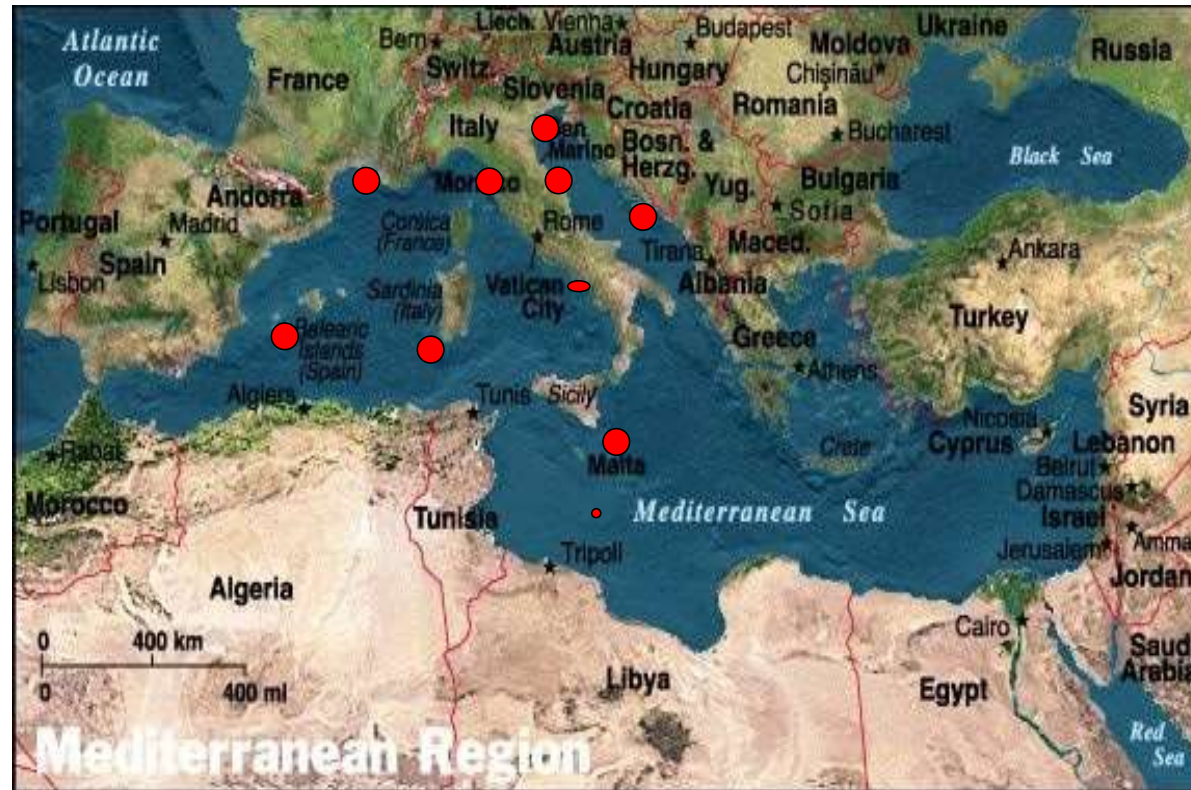 Atlantic
Ocean
France
Bern
Liech.
Vienna
Austria
Switz.
Slovenia
Budapest
Hungary
Croatia
Moldova
Chişinău
Ukraine
Russia
Romania
Bucharest
Italy
San
Marino
Bosn. &
Herzg.
Yug.
Bulgaria
Sofia
Black Sea
Andorra
Portugal
Madrid
Spain
Lisbon
Corsica
(France)
Rome
Tirana
Maced.
Albania
Ankara
Sardinia
(Italy)
Vatican
City
Turkey
Greece
Athens
Balearic
Islands
(Spain)
Algiers
Tunis
Sicily
Crete
Nicosia
Cyprus
Syria
Lebanon
Beirut
Damascus
Israel
Rabat
Morocco
Malta
Tunisia
Mediterranean Sea
Jerusalem
Amma
Jordan
Tripoli
Algeria
Cairo
Saudi
Arabia
0 400 km
0 400 mi
Libya
Egypt
Red
Sea
Mediterranean Region